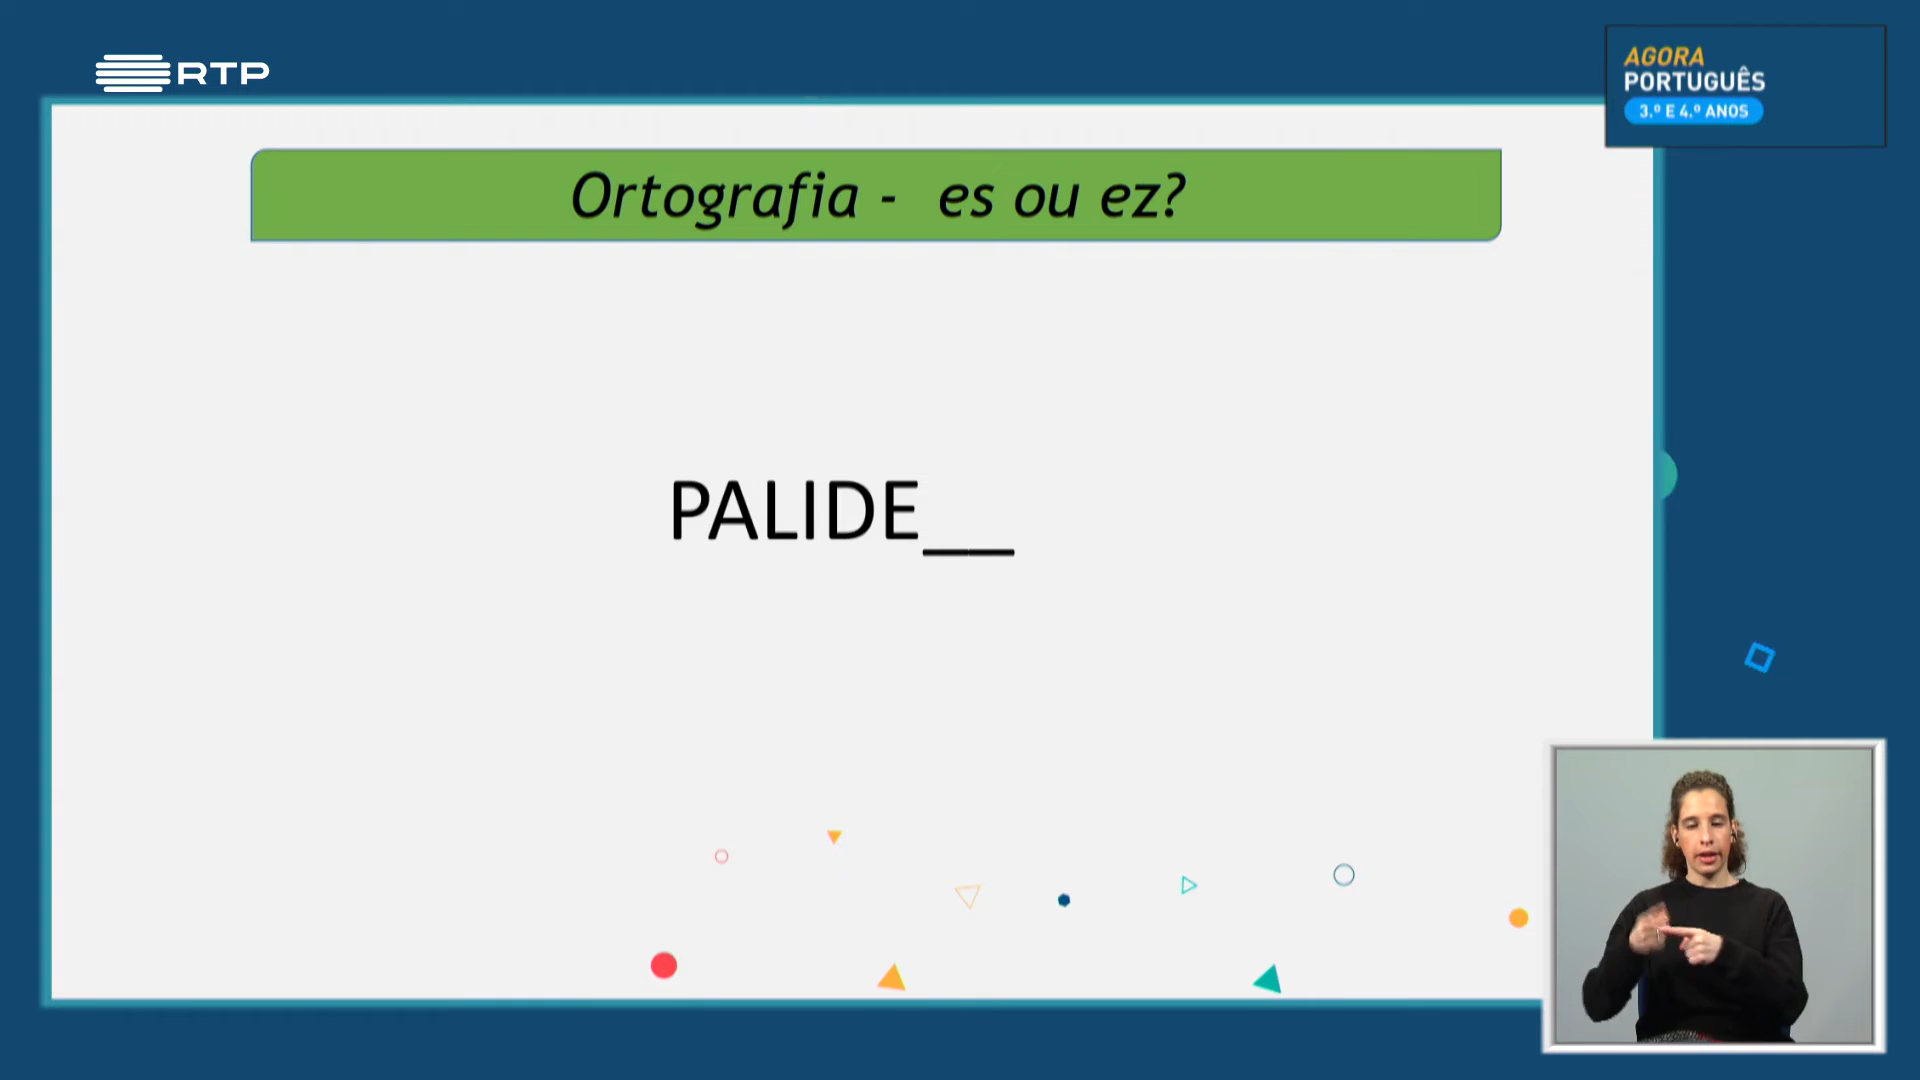 RTP
AGORA
PORTUGUÊS
3.º E 4.º ANOS
Ortografia - es ou ez?
PALIDE__